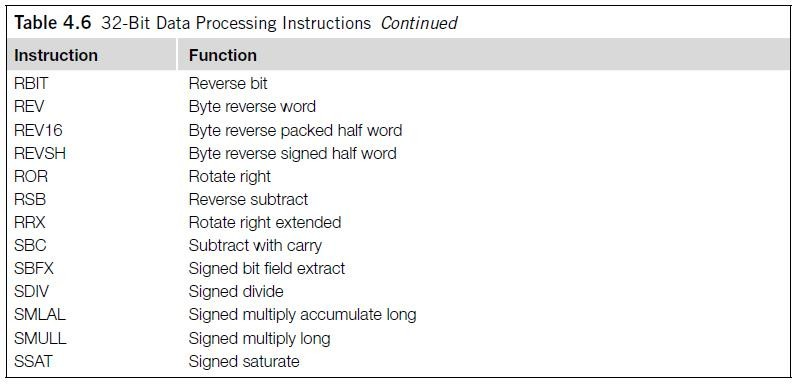 Table 4.6 32-Bit Data Processing Instructions Continued
Instruction Function
RBIT Reverse bit
REV Byte reverse word
REV16 Byte reverse packed half word
REVSH Byte reverse signed half word
ROR Rotate right
RSB Reverse subtract
RRX Rotate right extended
SBC Subtract with carry
SBFX Signed bit field extract
SDIV Signed divide
SMLAL Signed multiply accumulate long
SMULL Signed multiply long
SSAT Signed saturate